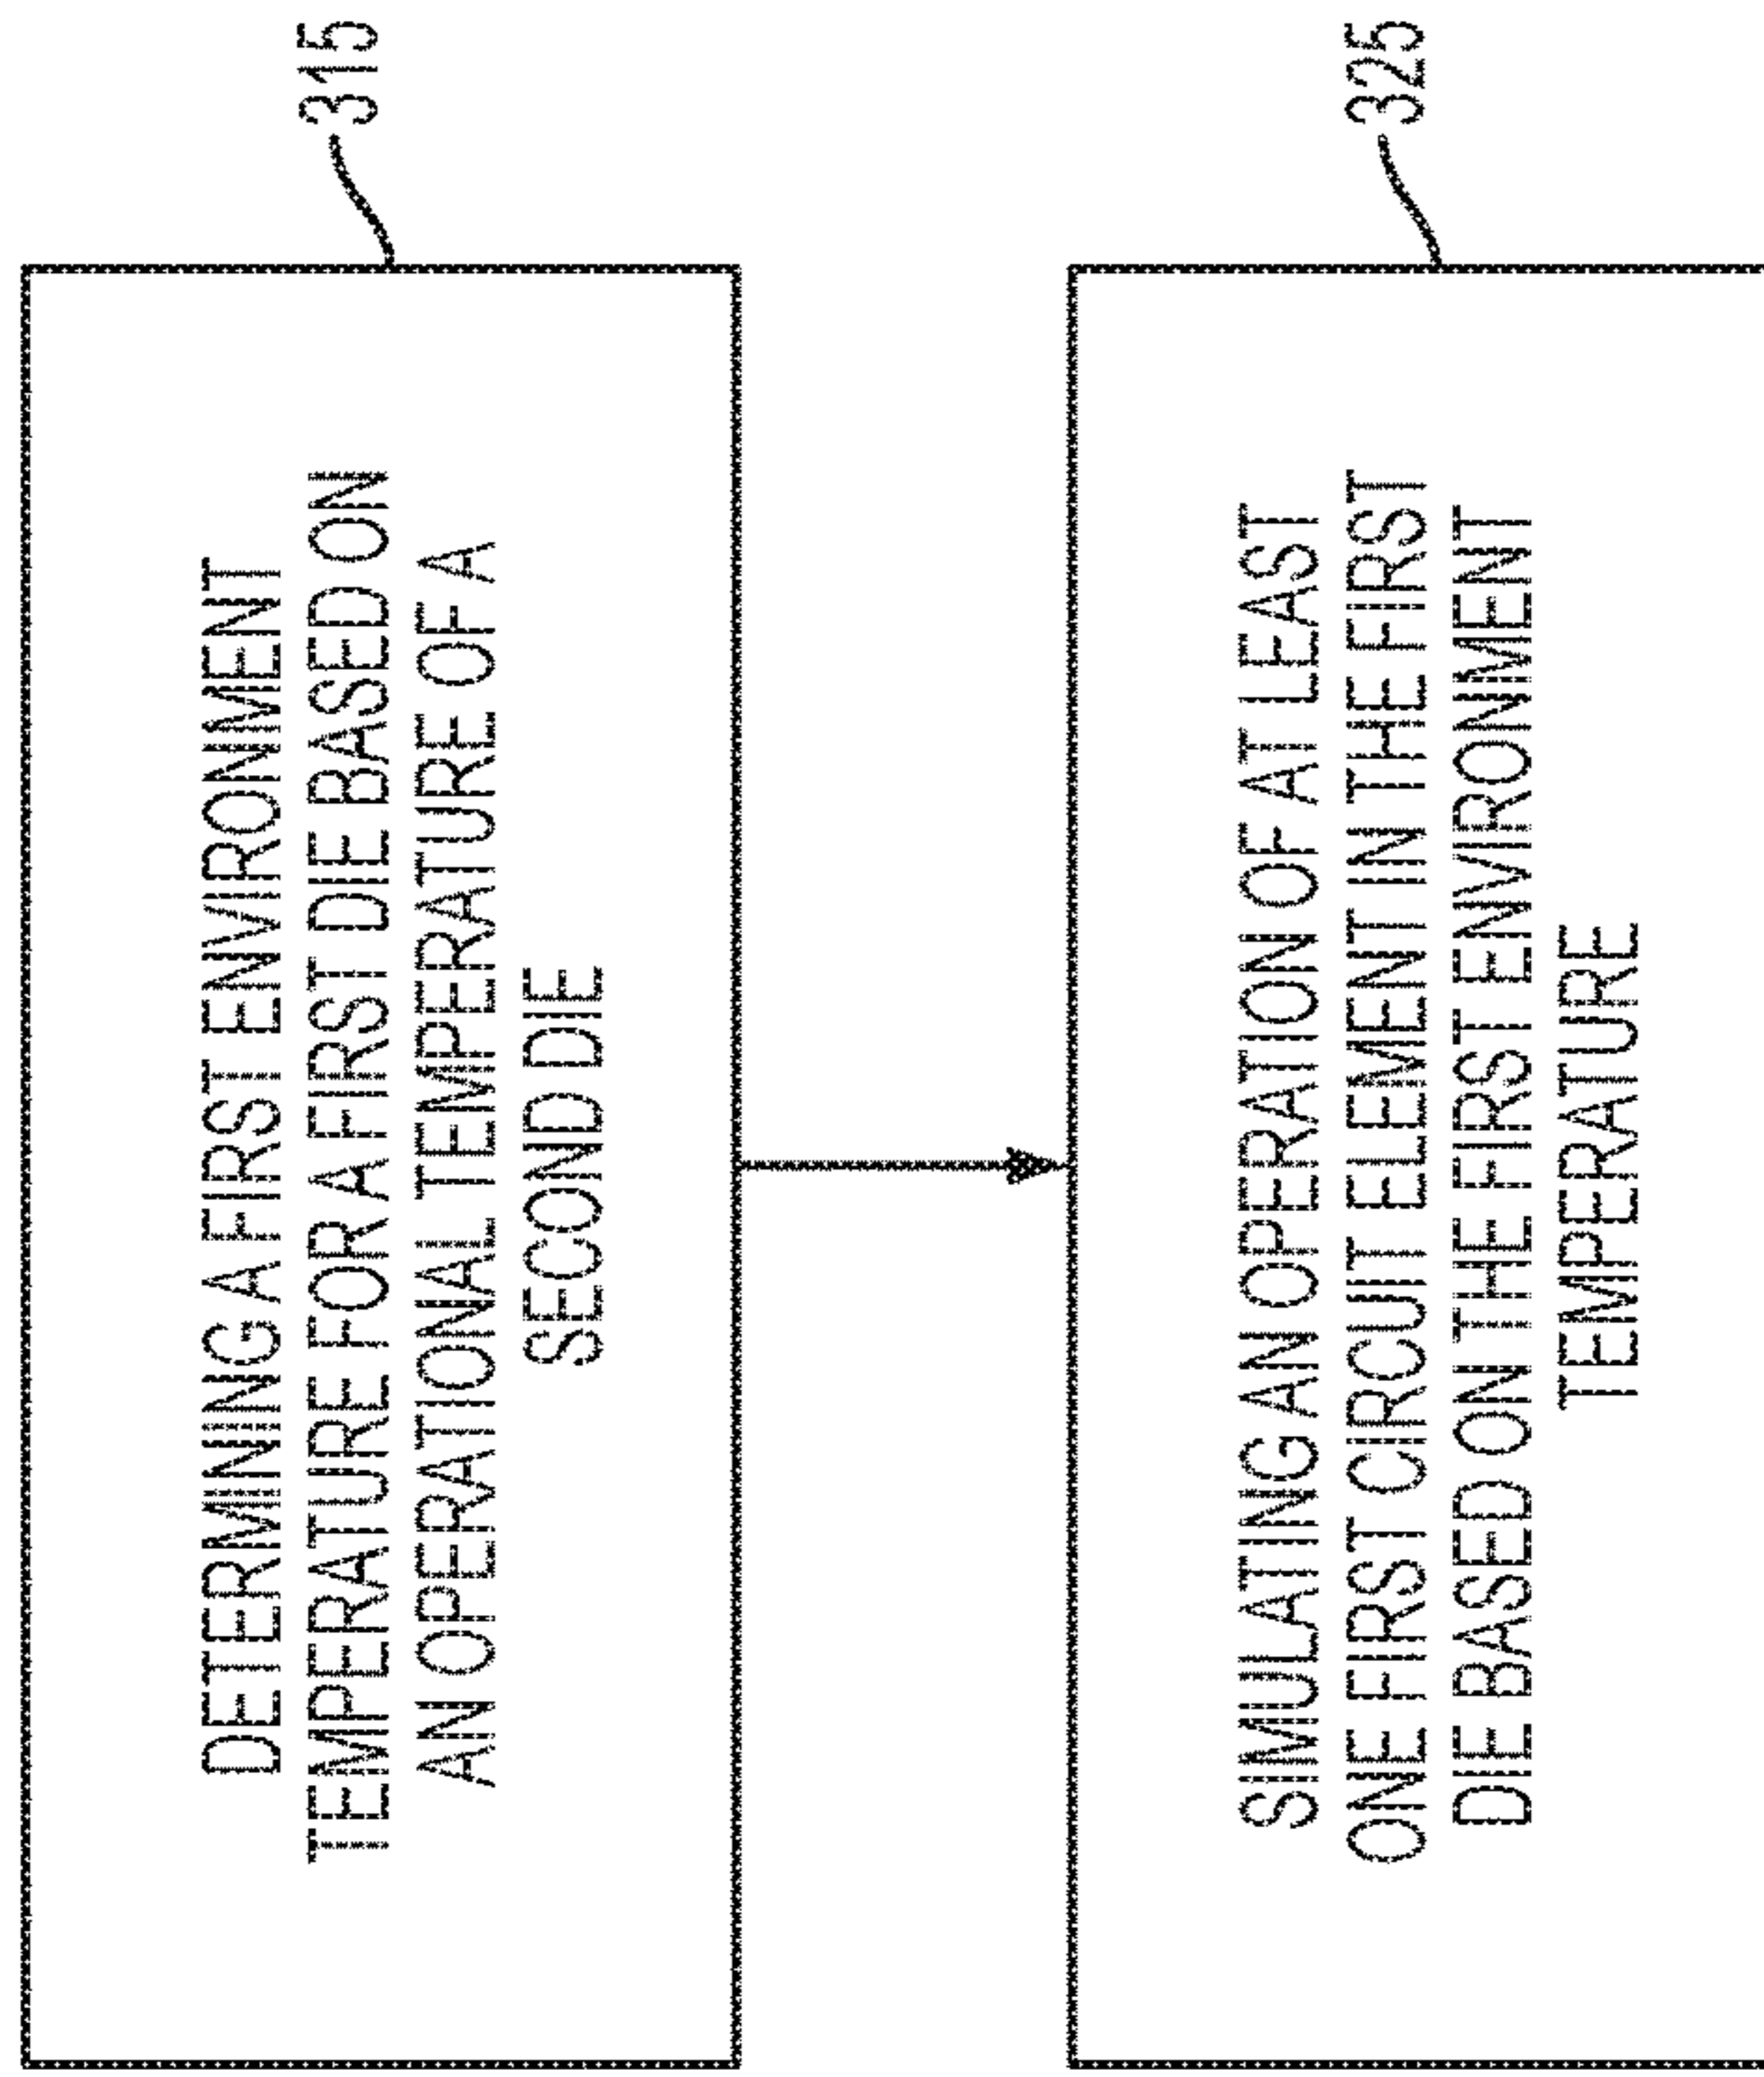 DETERMINING A FIRST ENVIRONMENT
TEMPERATURE FOR A FIRST DIE BASED ON
AN OPERATIONAL TEMPERATURE OF A
SECOND DIE
315
SIMULATING AN OPERATION OF AT LEAST
ONE FIRST CIRCUIT ELEMENT IN THE FIRST
DIE BASED ON THE FIRST ENVIRONMENT
TEMPERATURE
325